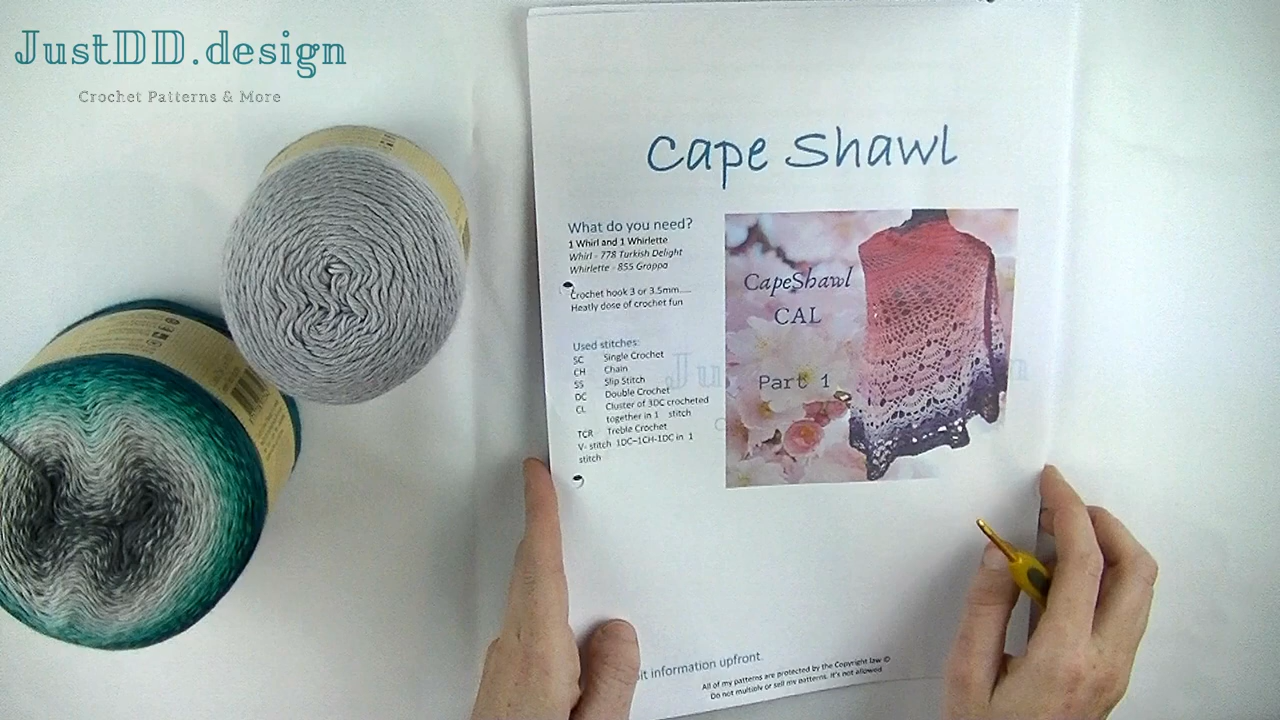 JustDD.design
Crochet Patterns & More
Cape Shawl
What do you need?
1 Whirl and 1 Whirlette
Whirl - 778 Turkish Delight
Whirlette - 855 Grappa
Crochet hook 3 or 3.5mm.....
Heatly dose of crochet fun
Used stitches:
SC Single Crochet
CH Chain
SS Slip Stitch
DC Double Crochet
CL Cluster of 3DC crocheted
together in 1 stitch
TCR Treble Crochet
V- stitch 1DC-1CH-1DC in 1
stitch
CapeShawl
CAL
Part 1
information upfront.
All of my patterns are protected by the Copyright law ©
Do not multiply or sell my patterns. It's not allowed